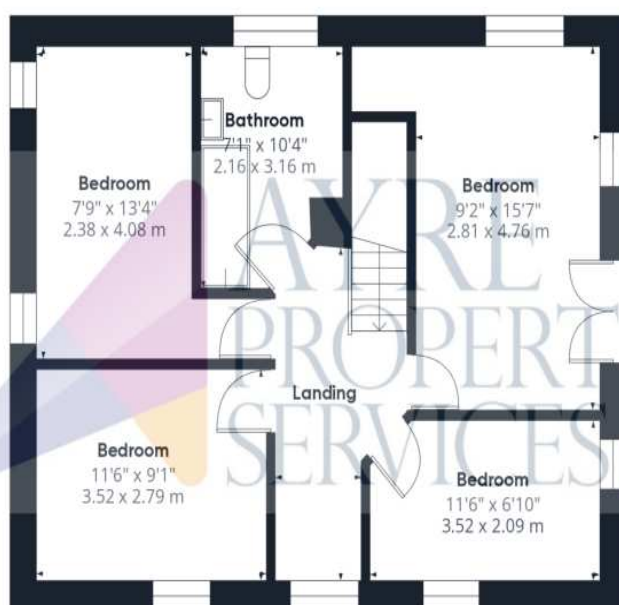 Bathroom
7'1" x 10'4"
2.16 x 3.16 m
Bedroom
7'9" x 13'4"
2.38 x 4.08 m
Bedroom
9'2" x 15'7"
2.81 x 4.76 m
AYRE
PROPERT
SERVICES
Landing
Bedroom
11'6" x 9'1"
3.52 x 2.79 m
Bedroom
11'6" x 6'10"
3.52 x 2.09 m